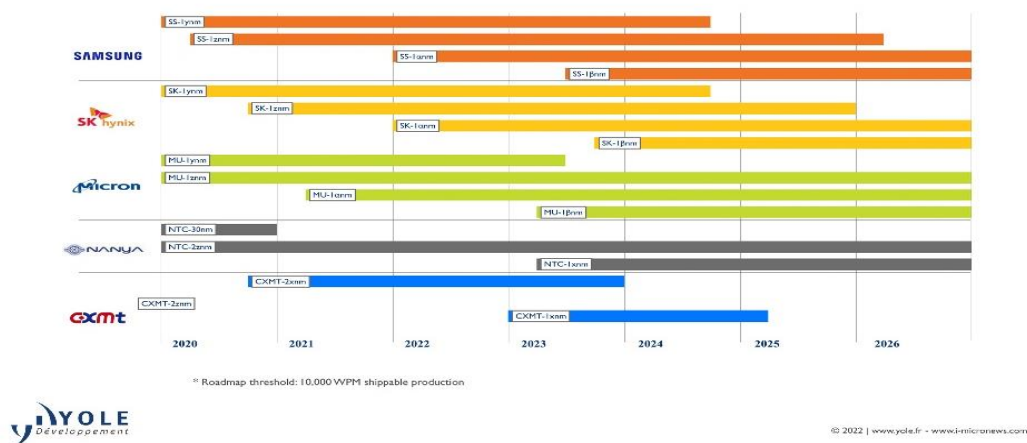 SS-1ynm
SS-1znm
SAMSUNG
SS-1αnm
SS-1βnm
SK-1ynm
SK-1znm
SK hynix
SK-1αnm
SK-1βnm
MU-1ynm
MU-1znm
Micron
MU-1αnm
MU-1βnm
NTC-30nm
NANYA
NTC-2znm
NTC-1xnm
CXMT-2xnm
CXMT-2znm
CXMT
CXMT-1xnm
2020 2021 2022 2023 2024 2025 2026
* Roadmap threshold: 10,000 WPM shippable production
YOLE
Développement
© 2022 | www.yole.fr - www.i-micronews.com